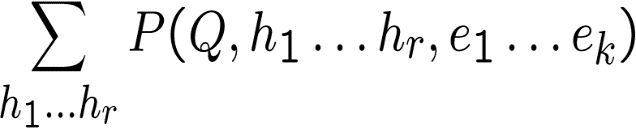 ∑ P(Q, h₁ … hᵣ, e₁ … eₖ)
h₁…hᵣ